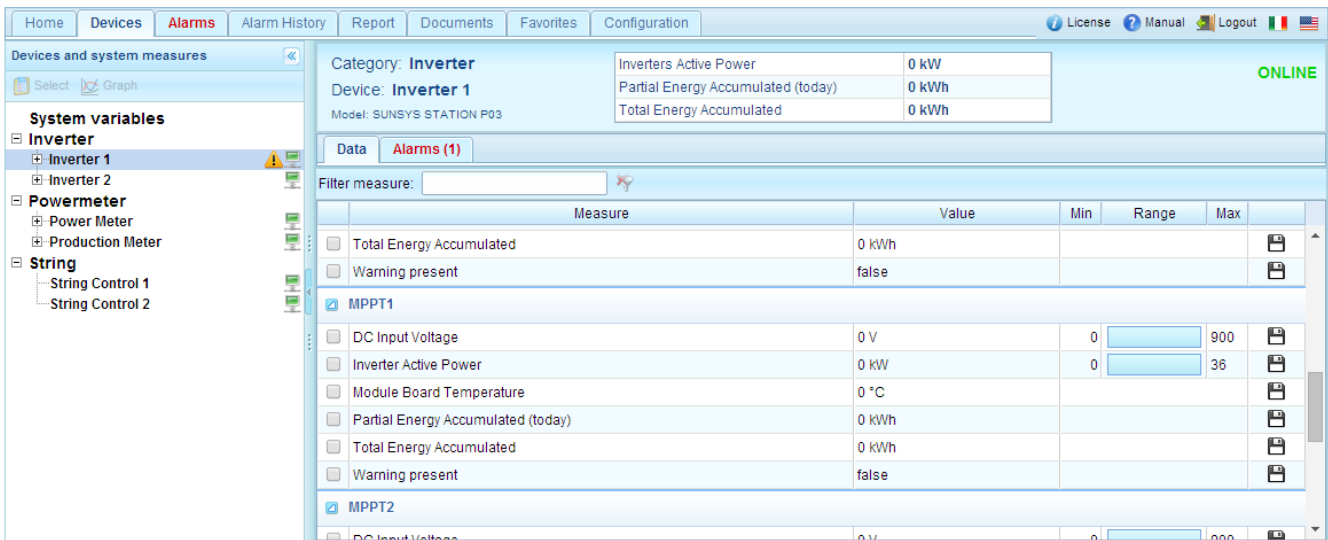 Home Devices Alarms Alarm History Report Documents Favorites Configuration License Manual Logout
Devices and system measures
Select Graph
System variables
Inverter
Inverter 1
Inverter 2
Powermeter
Power Meter
Production Meter
String
String Control 1
String Control 2
Category: Inverter
Device: Inverter 1
Model: SUNSYS STATION P03
Inverters Active Power 0 kW
Partial Energy Accumulated (today) 0 kWh
Total Energy Accumulated 0 kWh
ONLINE
Data Alarms (1)
Filter measure:
Measure Value Min Range Max
Total Energy Accumulated 0 kWh
Warning present false
MPPT1
DC Input Voltage 0 V 0 900
Inverter Active Power 0 kW 0 36
Module Board Temperature 0 °C
Partial Energy Accumulated (today) 0 kWh
Total Energy Accumulated 0 kWh
Warning present false
MPPT2
DC Input Voltage 0 V 0 900